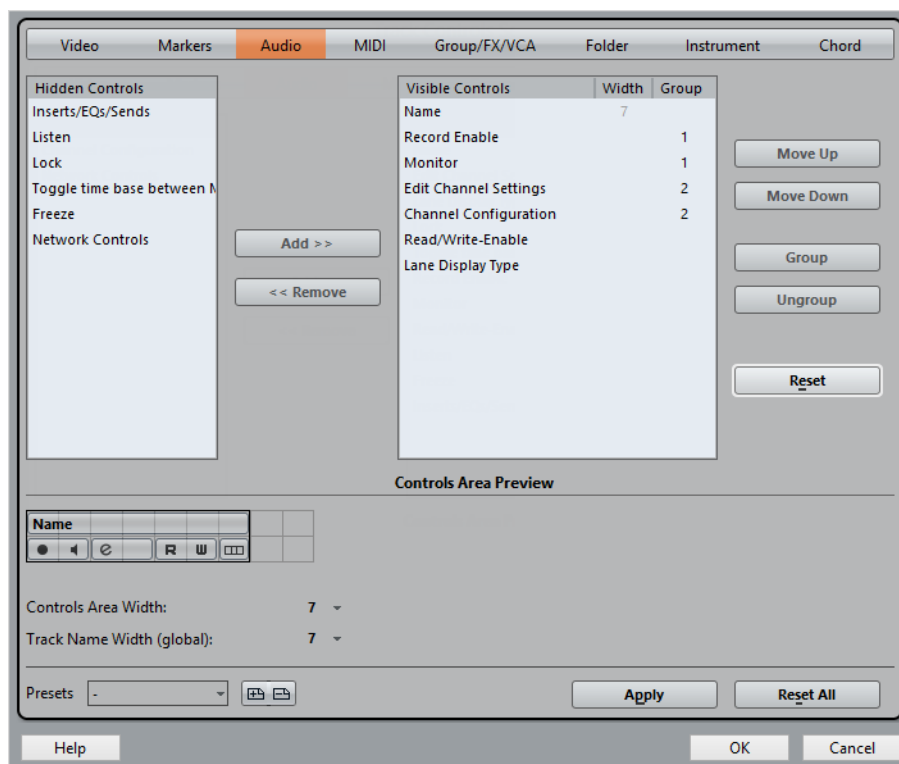 Video Markers Audio MIDI Group/FX/VCA Folder Instrument Chord
Hidden Controls
Inserts/EQs/Sends
Listen
Lock
Toggle time base between
Freeze
Network Controls
Add >>
<< Remove
Visible Controls Width Group
Name 7
Record Enable 1
Monitor 1
Edit Channel Settings 2
Channel Configuration 2
Read/Write-Enable
Lane Display Type
Move Up
Move Down
Group
Ungroup
Reset
Controls Area Preview
Name
e R W
Controls Area Width: 7
Track Name Width (global): 7
Presets - Apply Reset All
Help OK Cancel